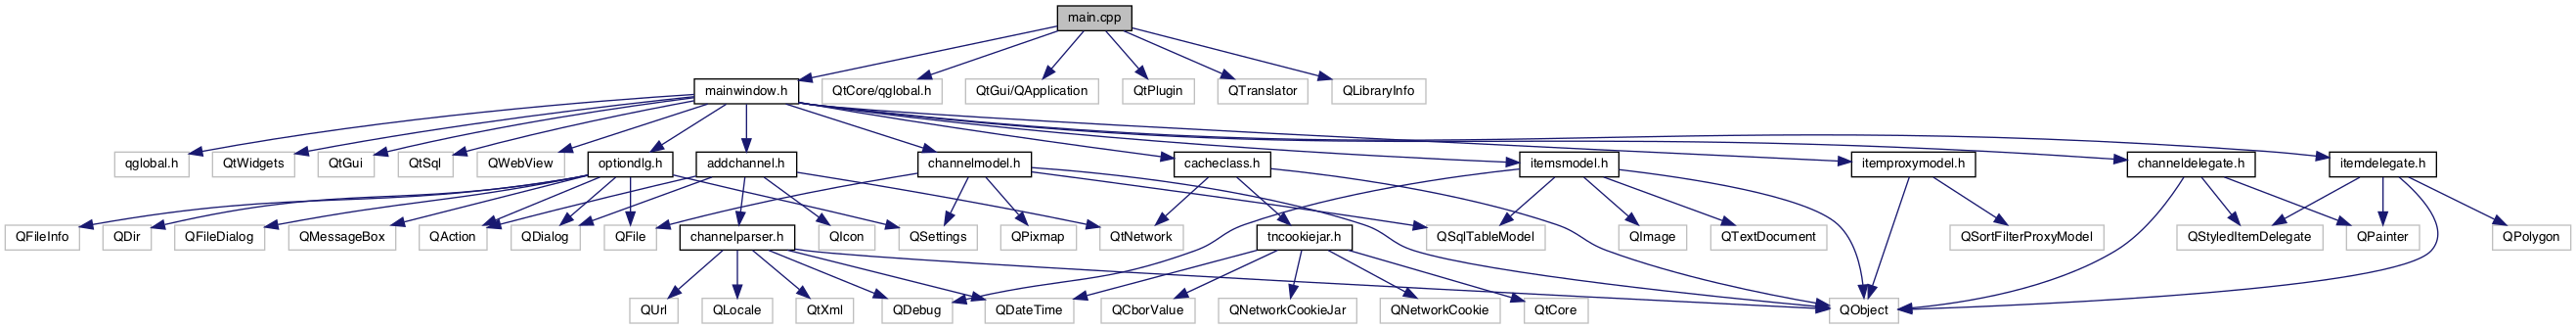 main.cpp
mainwindow.h
QtCore/qglobal.h
QtGui/QApplication
QtPlugin
QTranslator
QLibraryInfo
qglobal.h
QtWidgets
QtGui
QtSql
QWebView
optiondlg.h
addchannel.h
channelmodel.h
cacheclass.h
itemsmodel.h
itemproxymodel.h
channeldelegate.h
itemdelegate.h
QFileInfo
QDir
QFileDialog
QMessageBox
QAction
QDialog
QFile
channelparser.h
QIcon
QSettings
QPixmap
QtNetwork
tncookiejar.h
QSqlTableModel
QImage
QTextDocument
QSortFilterProxyModel
QStyledItemDelegate
QPainter
QPolygon
QUrl
QLocale
QtXml
QDebug
QDateTime
QCborValue
QNetworkCookieJar
QNetworkCookie
QtCore
QObject